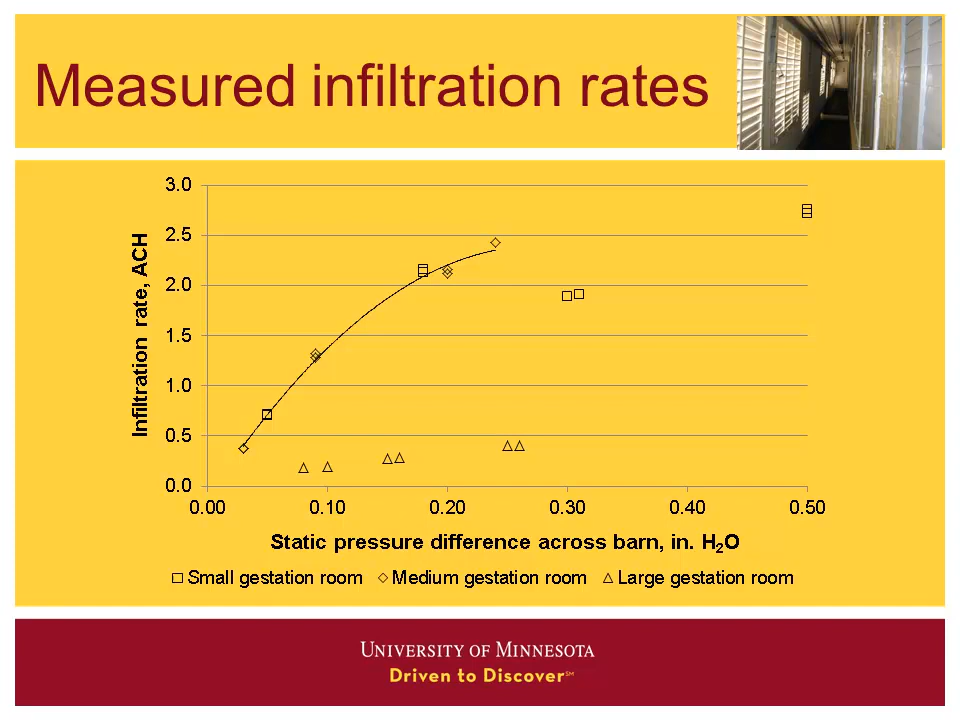 Measured infiltration rates
3.0
2.5
2.0
1.5
1.0
0.5
0.0
Infiltration rate, ACH
0.00 0.10 0.20 0.30 0.40 0.50
Static pressure difference across barn, in. H₂O
Small gestation room Medium gestation room Large gestation room
UNIVERSITY OF MINNESOTA
Driven to Discover℠